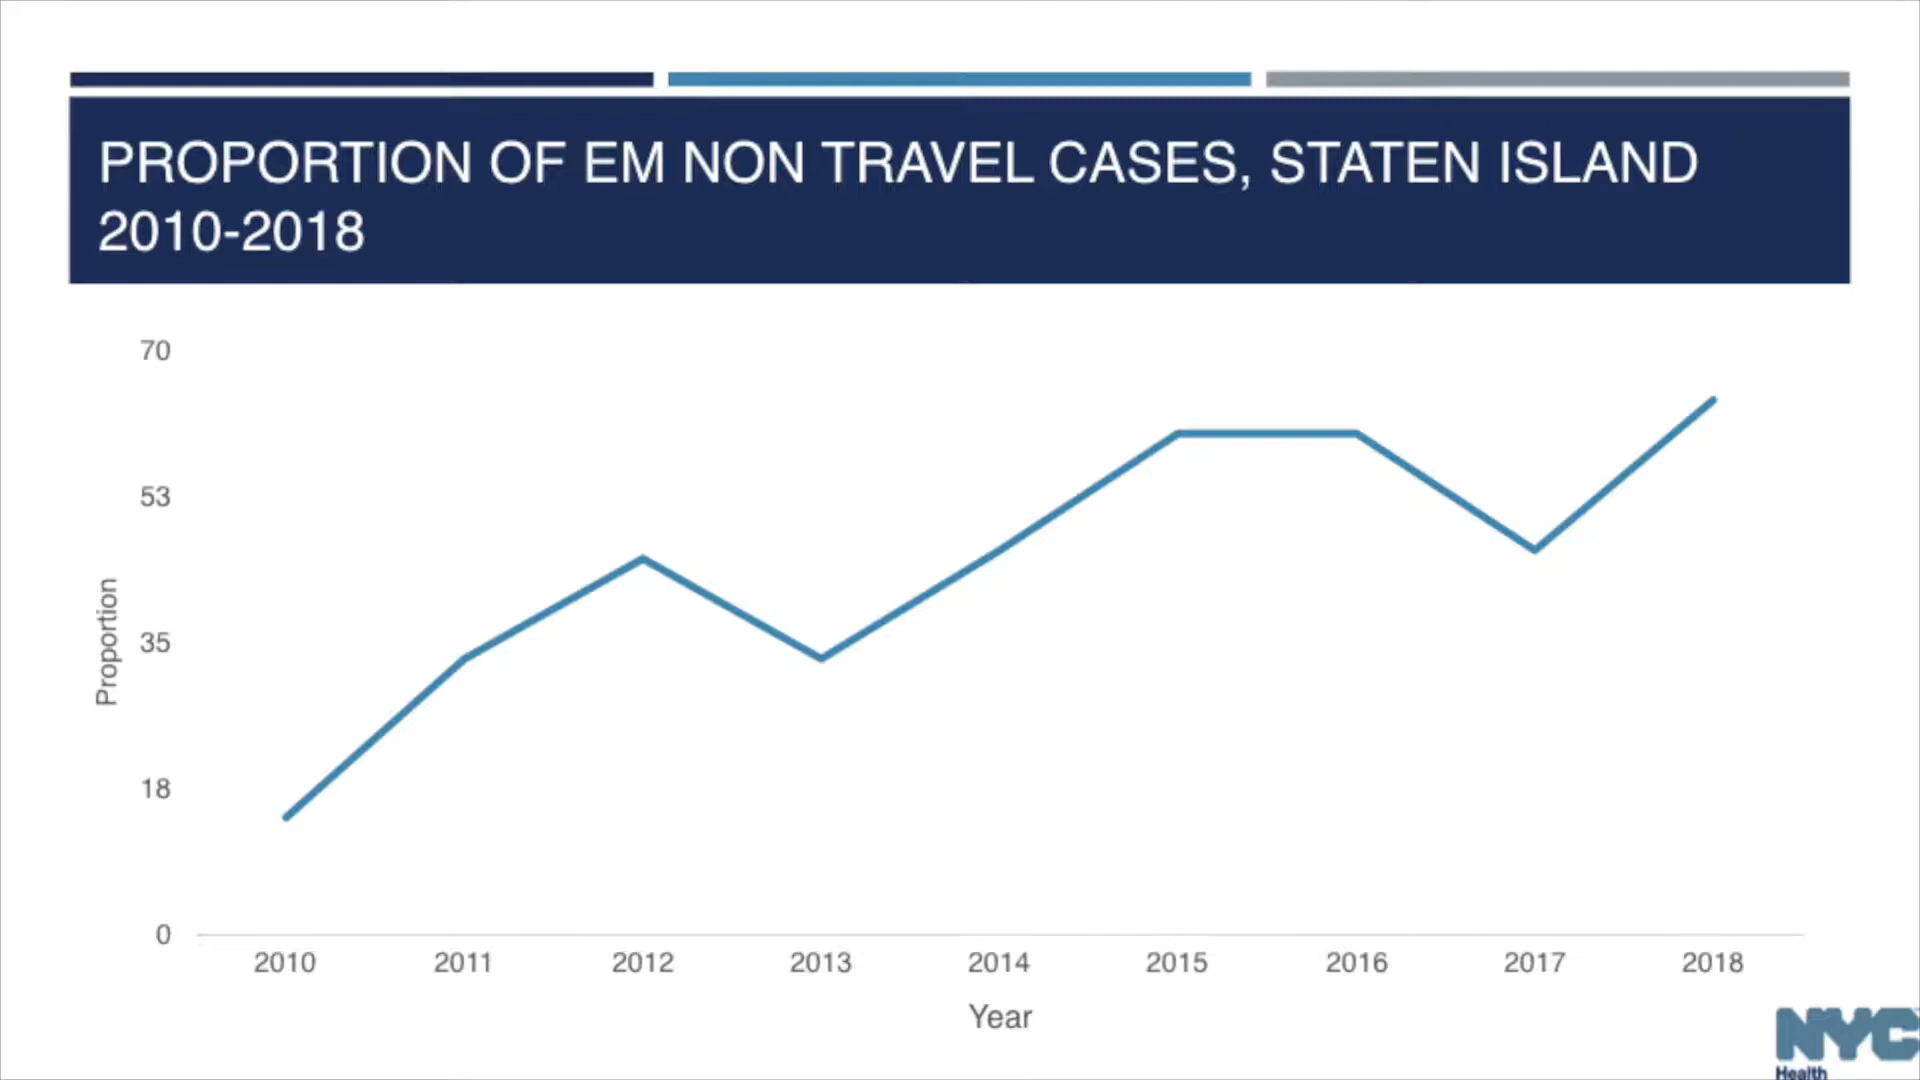 PROPORTION OF EM NON TRAVEL CASES, STATEN ISLAND
2010-2018
70
53
35
18
0
Proportion
2010 2011 2012 2013 2014 2015 2016 2017 2018
Year
NYC
Health